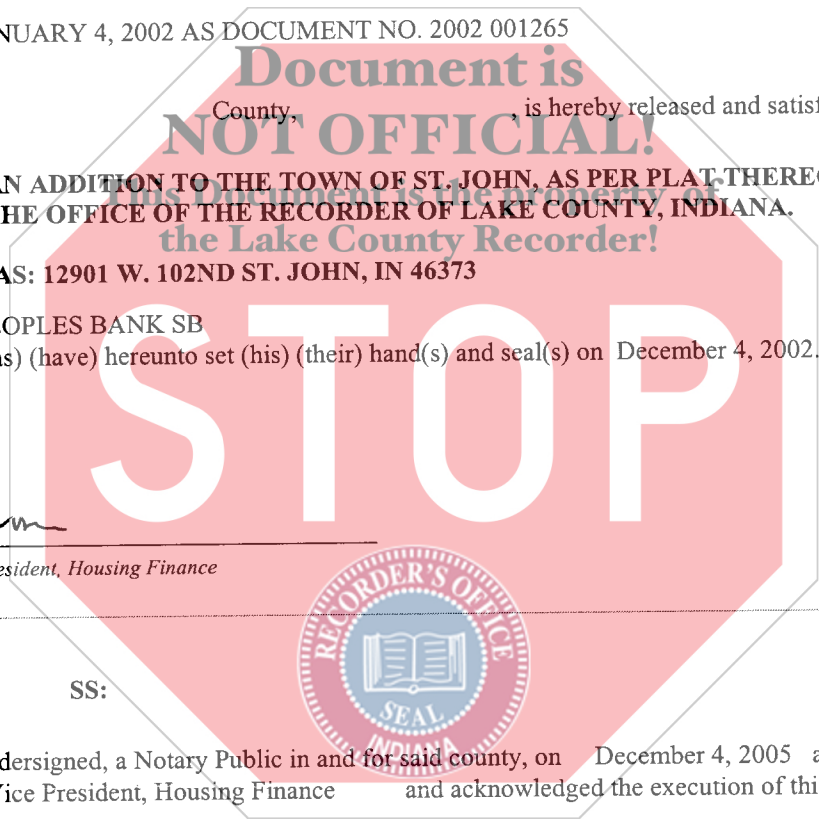 NUARY 4, 2002 AS DOCUMENT NO. 2002 001265
Document is
County, , is hereby released and satisf
NOT OFFICIAL!
AN ADDITION TO THE TOWN OF ST. JOHN, AS PER PLAT THEREO
This Document is the property of
HE OFFICE OF THE RECORDER OF LAKE COUNTY, INDIANA.
the Lake County Recorder!
AS: 12901 W. 102ND ST. JOHN, IN 46373
OPLES BANK SB
as) (have) hereunto set (his) (their) hand(s) and seal(s) on December 4, 2002.
STOP
esident, Housing Finance
RECORDER'S OFFICE
SEAL
INDIANA
SS:
dersigned, a Notary Public in and for said county, on December 4, 2005 a
Vice President, Housing Finance and acknowledged the execution of thi